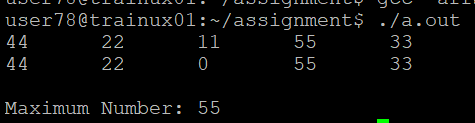 user78@trainux01:~/assignment$ ./a.out
44 22 11 55 33
44 22 0 55 33
Maximum Number: 55